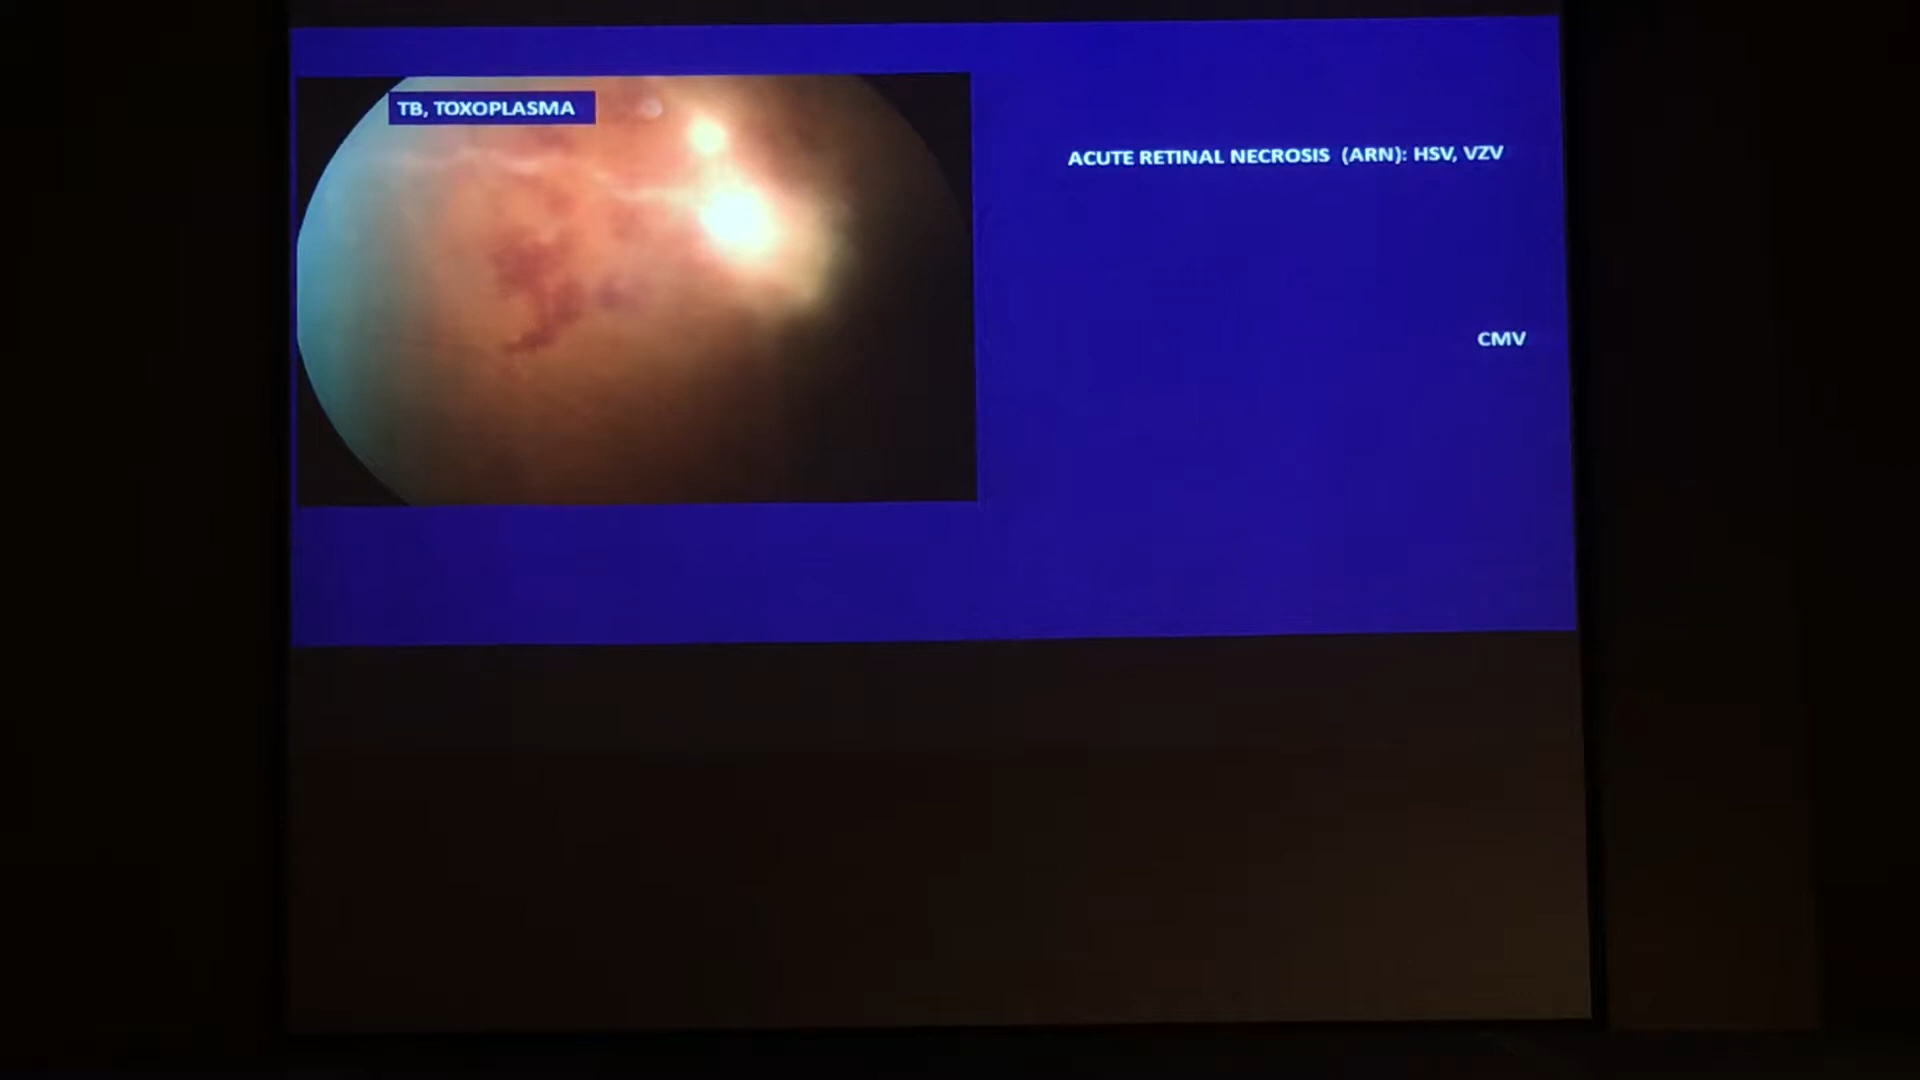 TB, TOXOPLASMA
ACUTE RETINAL NECROSIS (ARN): HSV, VZV
CMV